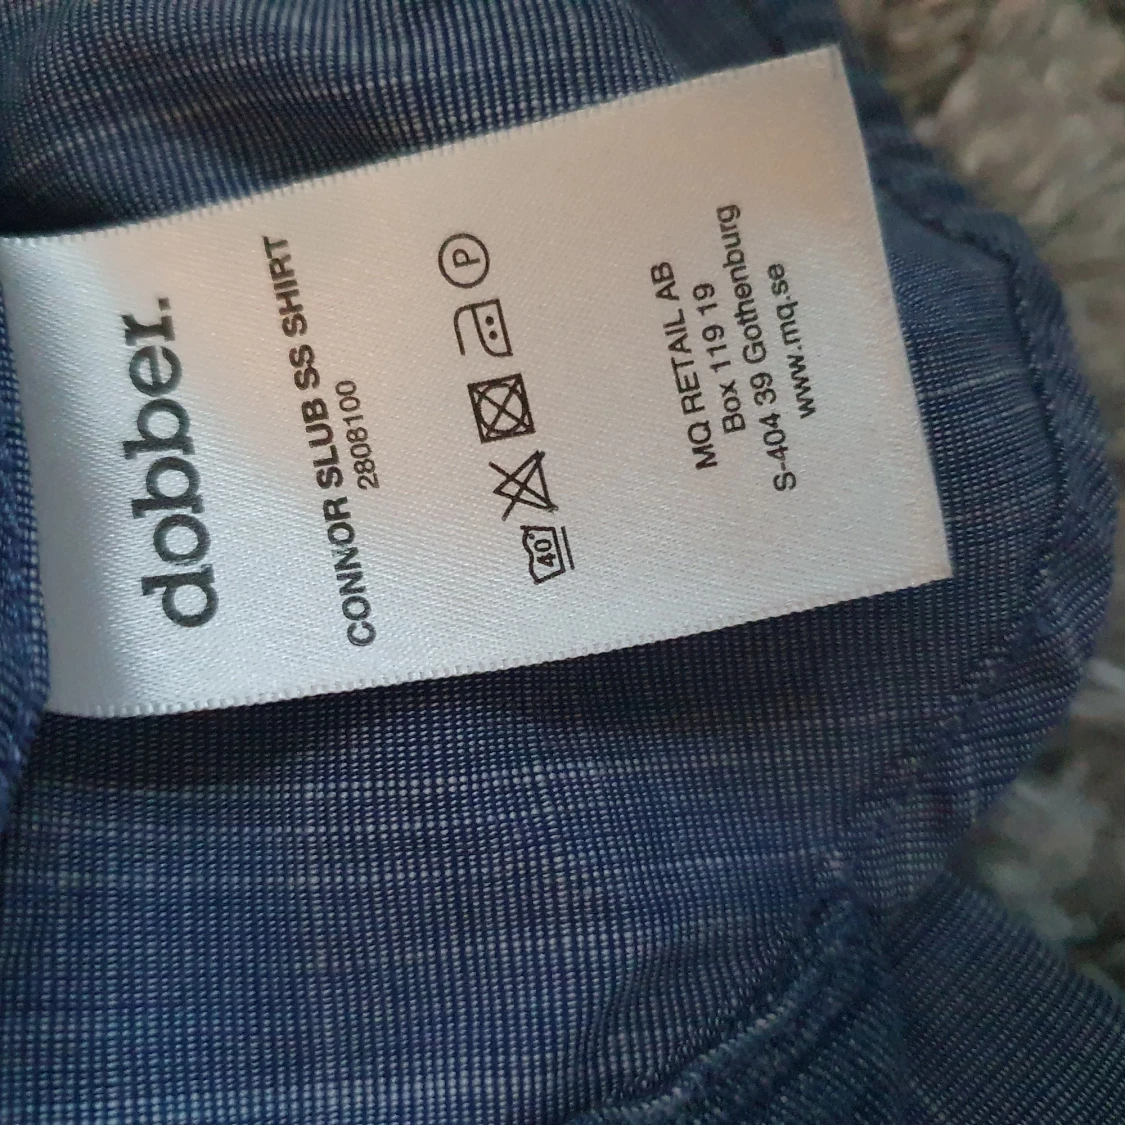 dobber.
CONNOR SLUB SS SHIRT
2808100
40° P
MQ RETAIL AB
Box 119 19
S-404 39 Gothenburg
www.mq.se